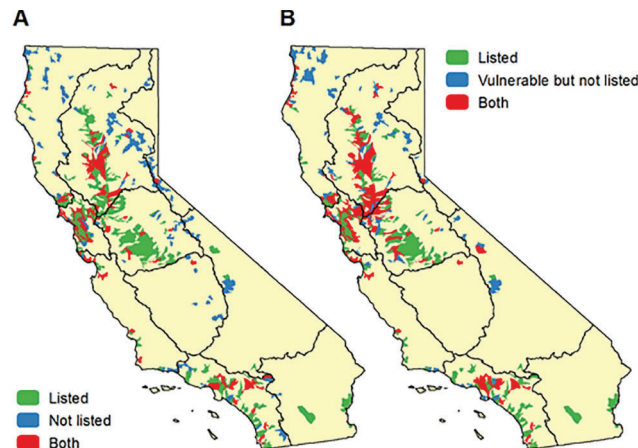 A
B
Listed
Vulnerable but not listed
Both
Listed
Not listed
Both